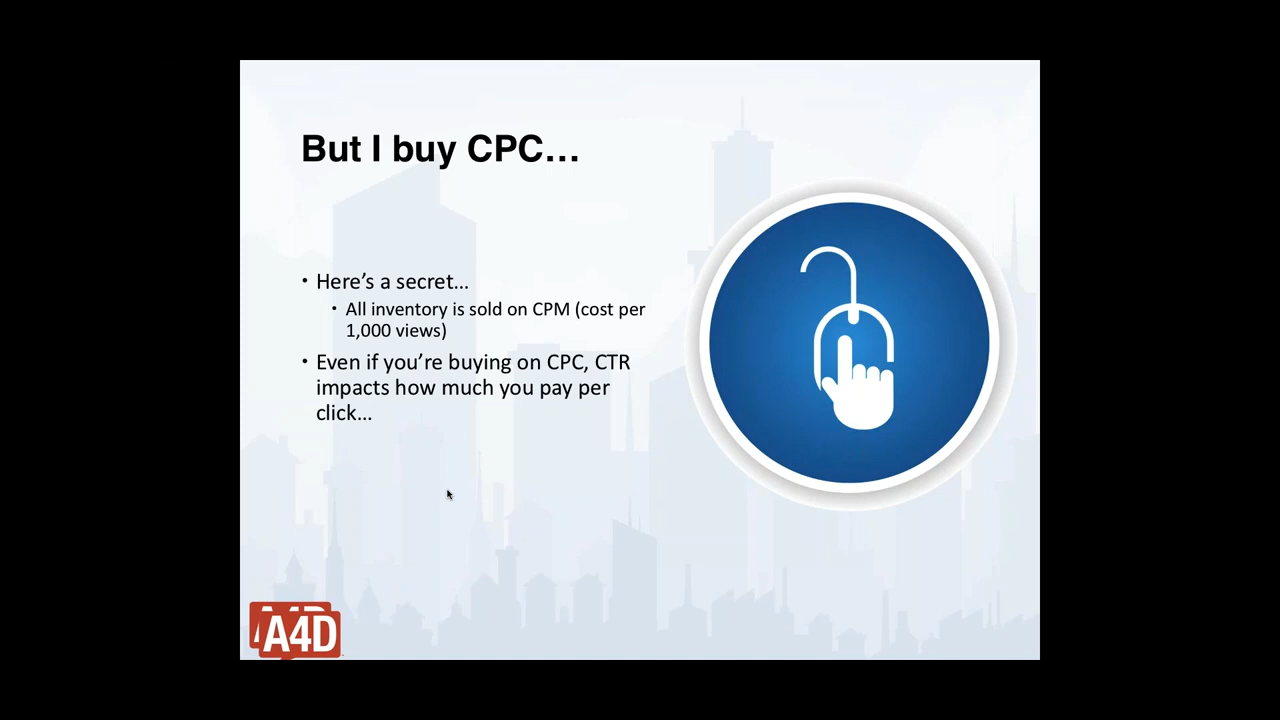 But I buy CPC…
• Here’s a secret…
• All inventory is sold on CPM (cost per
1,000 views)
• Even if you’re buying on CPC, CTR
impacts how much you pay per
click…
A4D